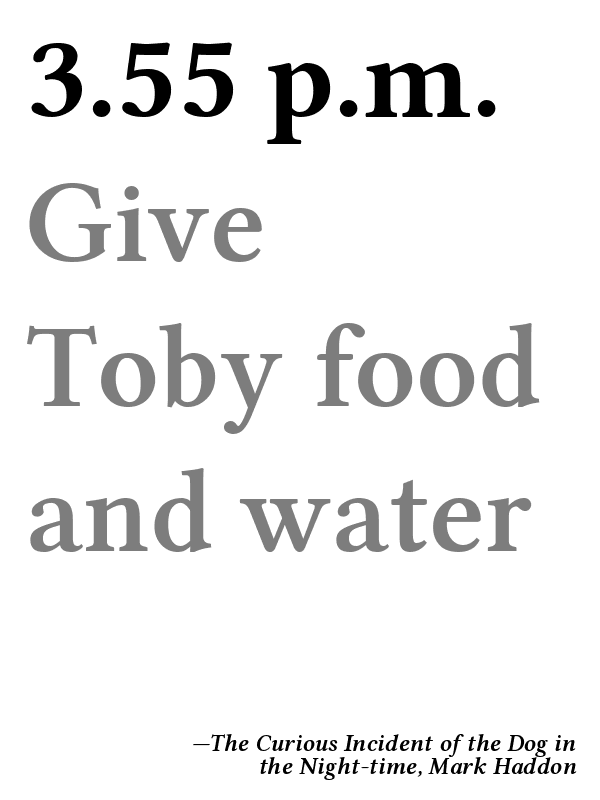 3.55 p.m.
Give
Toby food
and water
—The Curious Incident of the Dog in
the Night-time, Mark Haddon